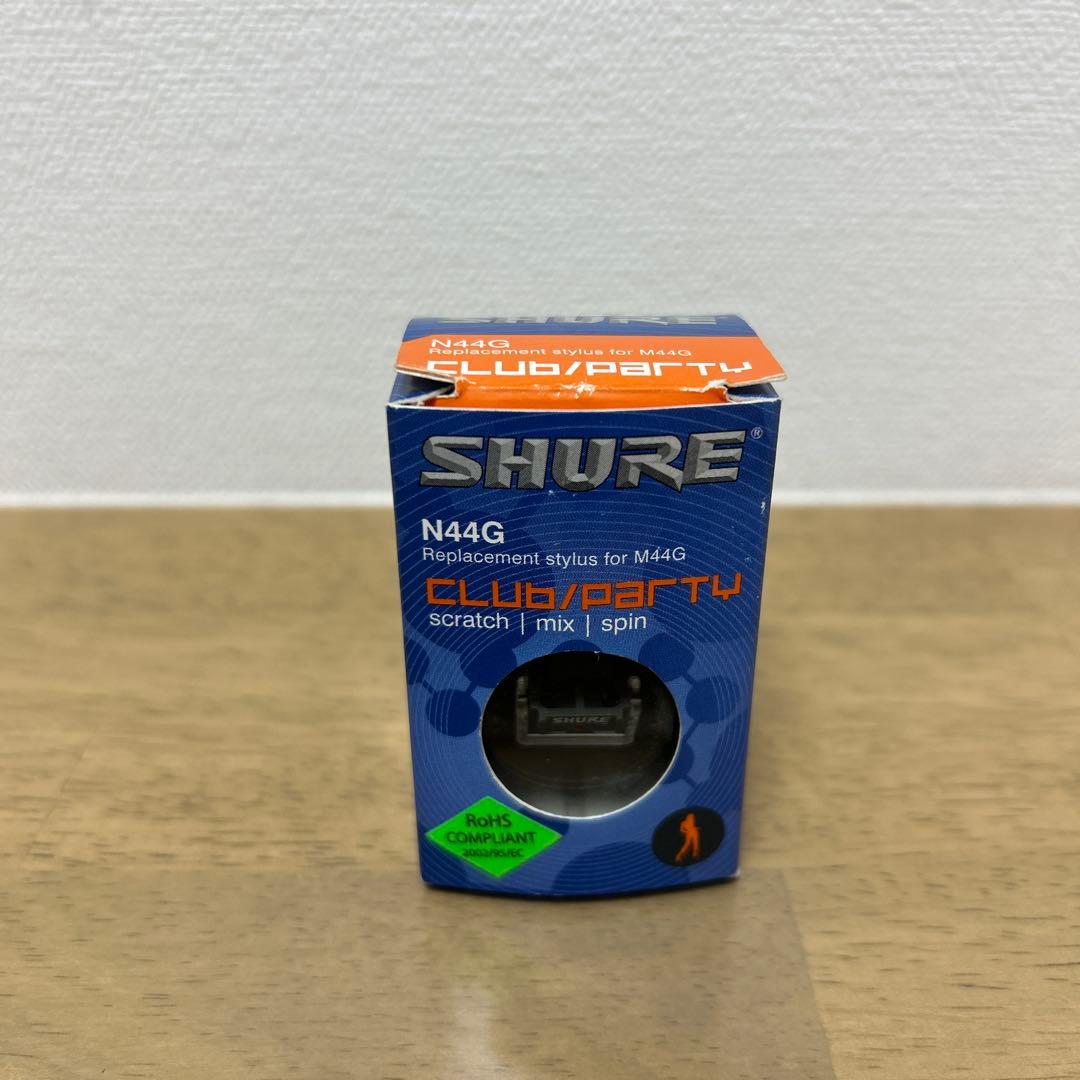 SHURE
N44G
Replacement stylus for M44G
CLUB/PARTY
SHURE®
N44G
Replacement stylus for M44G
CLUB/PARTY
scratch | mix | spin
SHURE
RoHS
COMPLIANT
2002/95/EC